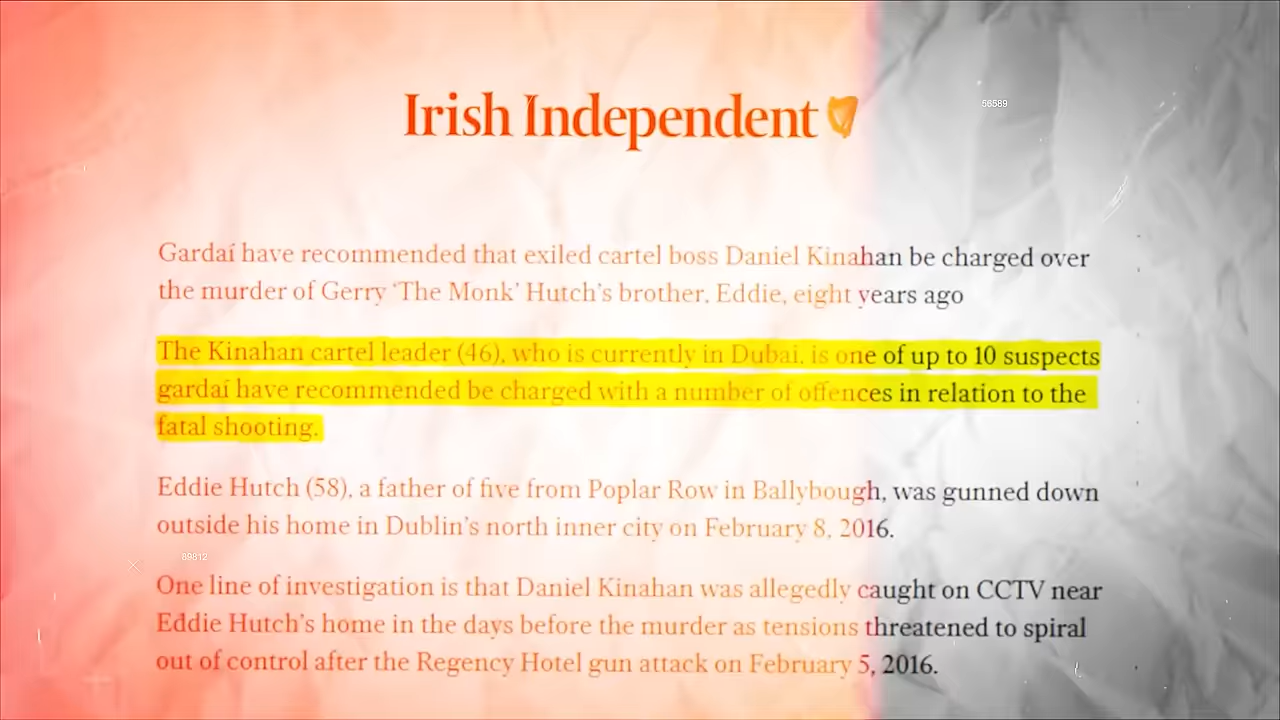 Irish Independent
56589
Gardaí have recommended that exiled cartel boss Daniel Kinahan be charged over
the murder of Gerry 'The Monk' Hutch's brother, Eddie, eight years ago
The Kinahan cartel leader (46), who is currently in Dubai, is one of up to 10 suspects
gardaí have recommended be charged with a number of offences in relation to the
fatal shooting.
Eddie Hutch (58), a father of five from Poplar Row in Ballybough, was gunned down
outside his home in Dublin's north inner city on February 8, 2016.
89812
One line of investigation is that Daniel Kinahan was allegedly caught on CCTV near
Eddie Hutch's home in the days before the murder as tensions threatened to spiral
out of control after the Regency Hotel gun attack on February 5, 2016.